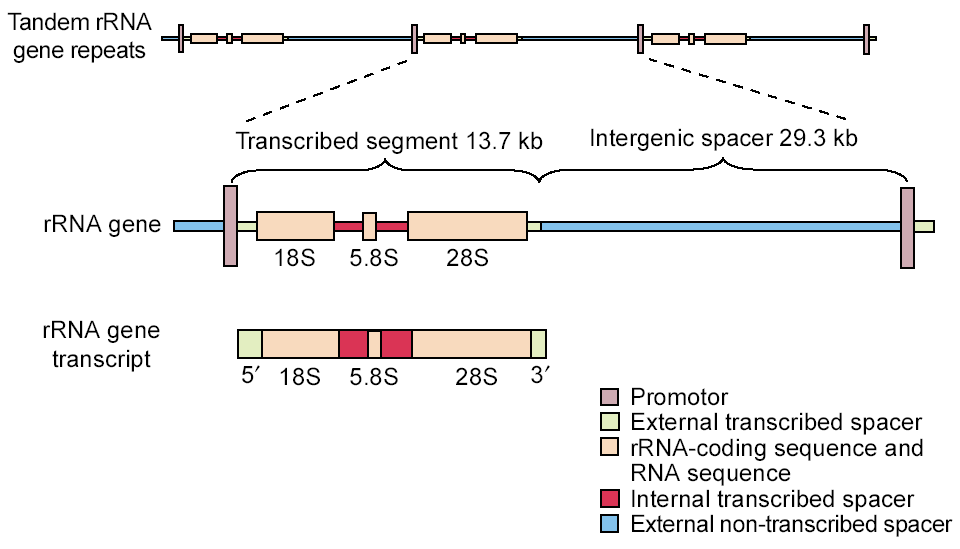 Tandem rRNA
gene repeats
Transcribed segment 13.7 kb
Intergenic spacer 29.3 kb
rRNA gene
18S
5.8S
28S
rRNA gene
transcript
5′
18S
5.8S
28S
3′
Promotor
External transcribed spacer
rRNA-coding sequence and
RNA sequence
Internal transcribed spacer
External non-transcribed spacer